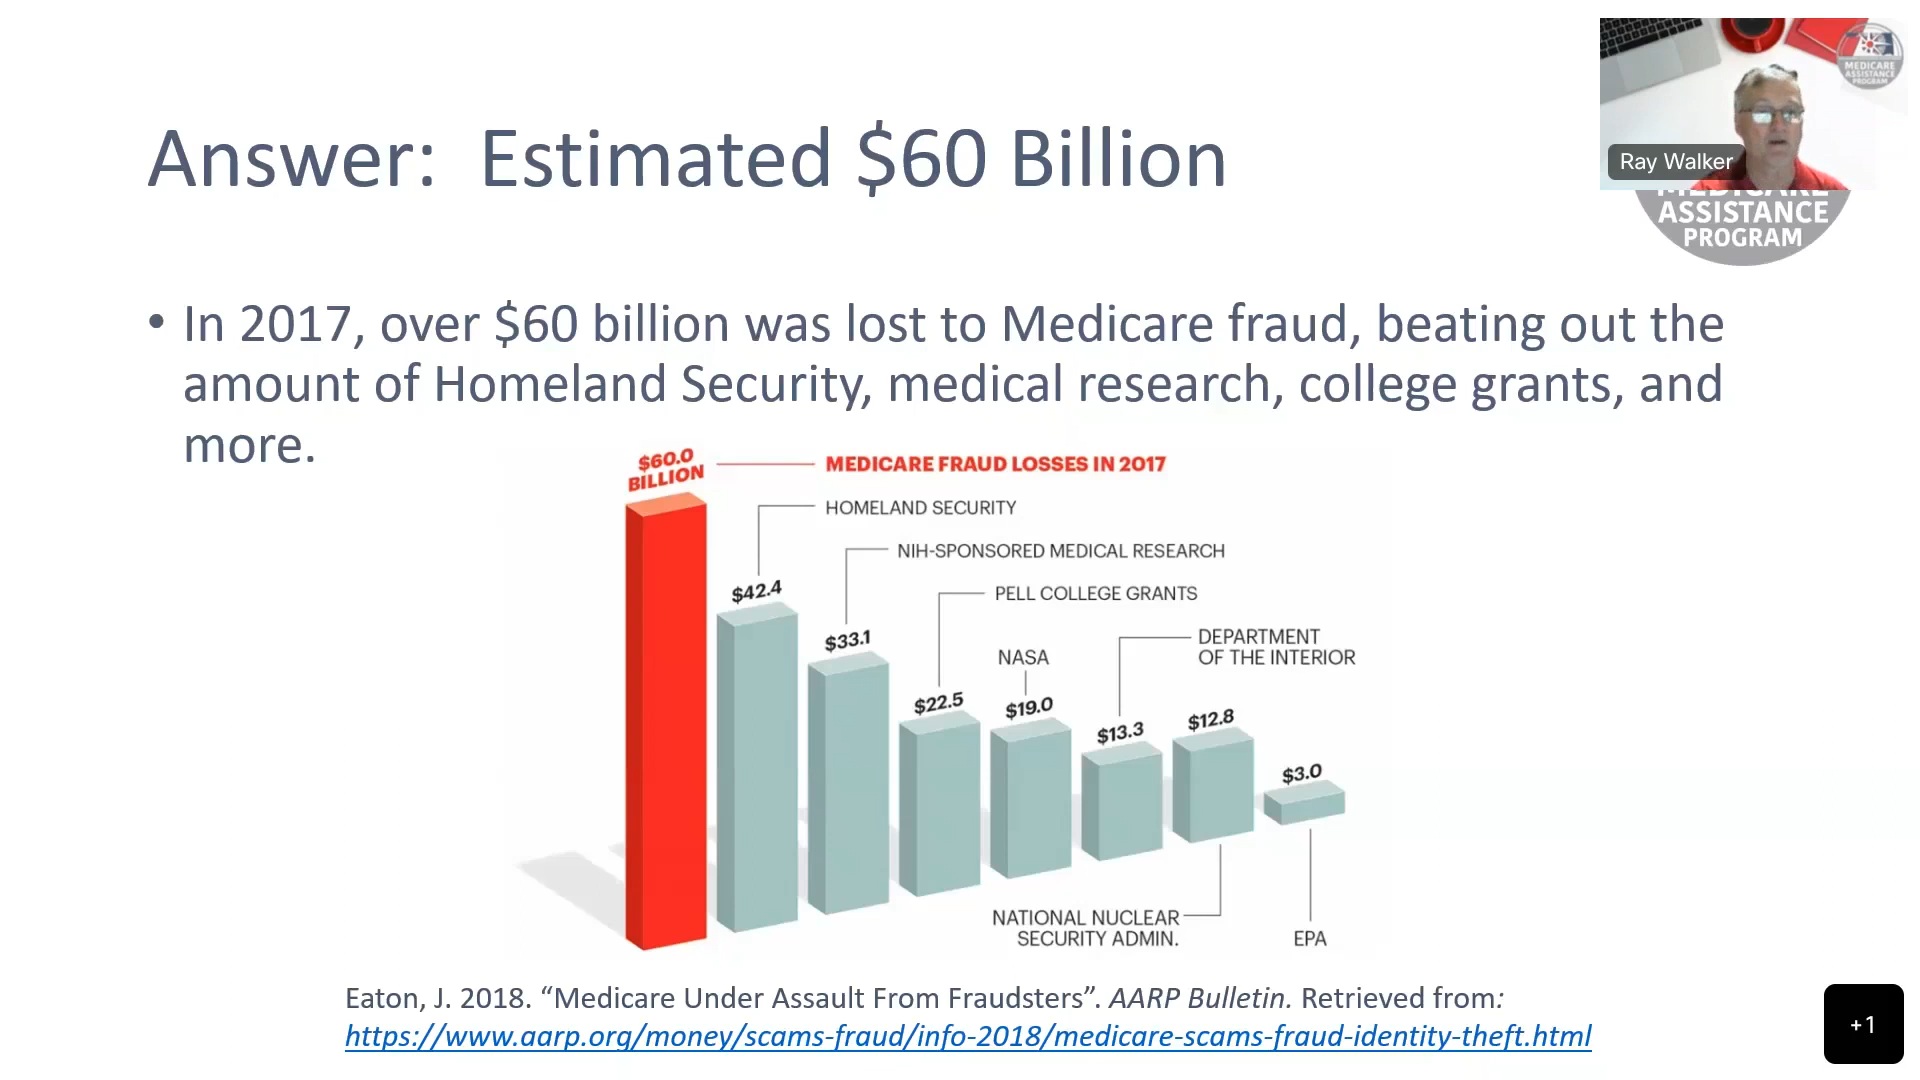 Answer:  Estimated $60 Billion
MEDICARE
ASSISTANCE
PROGRAM
Ray Walker
MEDICARE
ASSISTANCE
PROGRAM
• In 2017, over $60 billion was lost to Medicare fraud, beating out the
amount of Homeland Security, medical research, college grants, and
more.
$60.0
BILLION
MEDICARE FRAUD LOSSES IN 2017
HOMELAND SECURITY
NIH-SPONSORED MEDICAL RESEARCH
$42.4
PELL COLLEGE GRANTS
$33.1
DEPARTMENT
OF THE INTERIOR
NASA
$22.5
$19.0
$13.3
$12.8
$3.0
NATIONAL NUCLEAR
SECURITY ADMIN.
EPA
Eaton, J. 2018. “Medicare Under Assault From Fraudsters”. AARP Bulletin. Retrieved from:
https://www.aarp.org/money/scams-fraud/info-2018/medicare-scams-fraud-identity-theft.html
+1